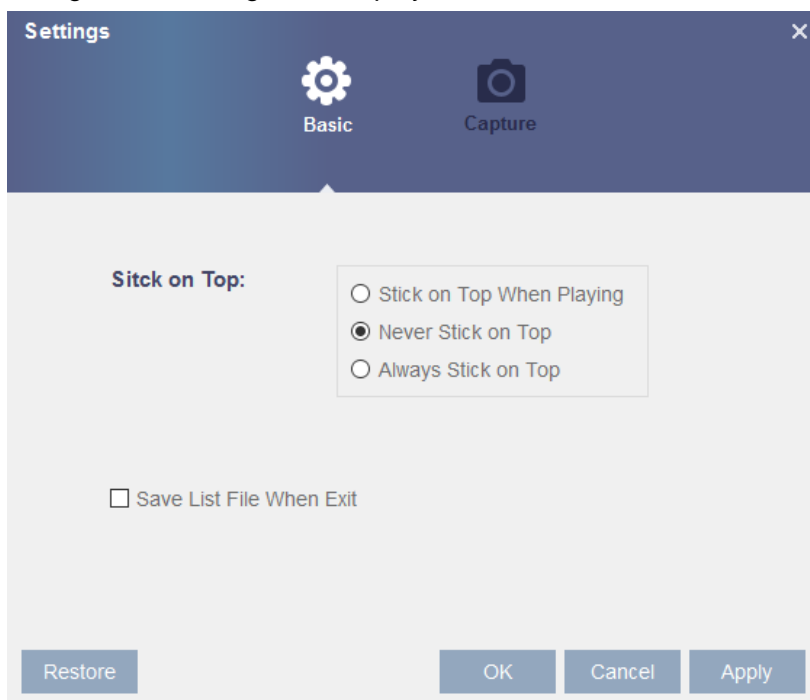 Settings
Basic
Capture
Sitck on Top:
Stick on Top When Playing
Never Stick on Top
Always Stick on Top
Save List File When Exit
Restore
OK
Cancel
Apply